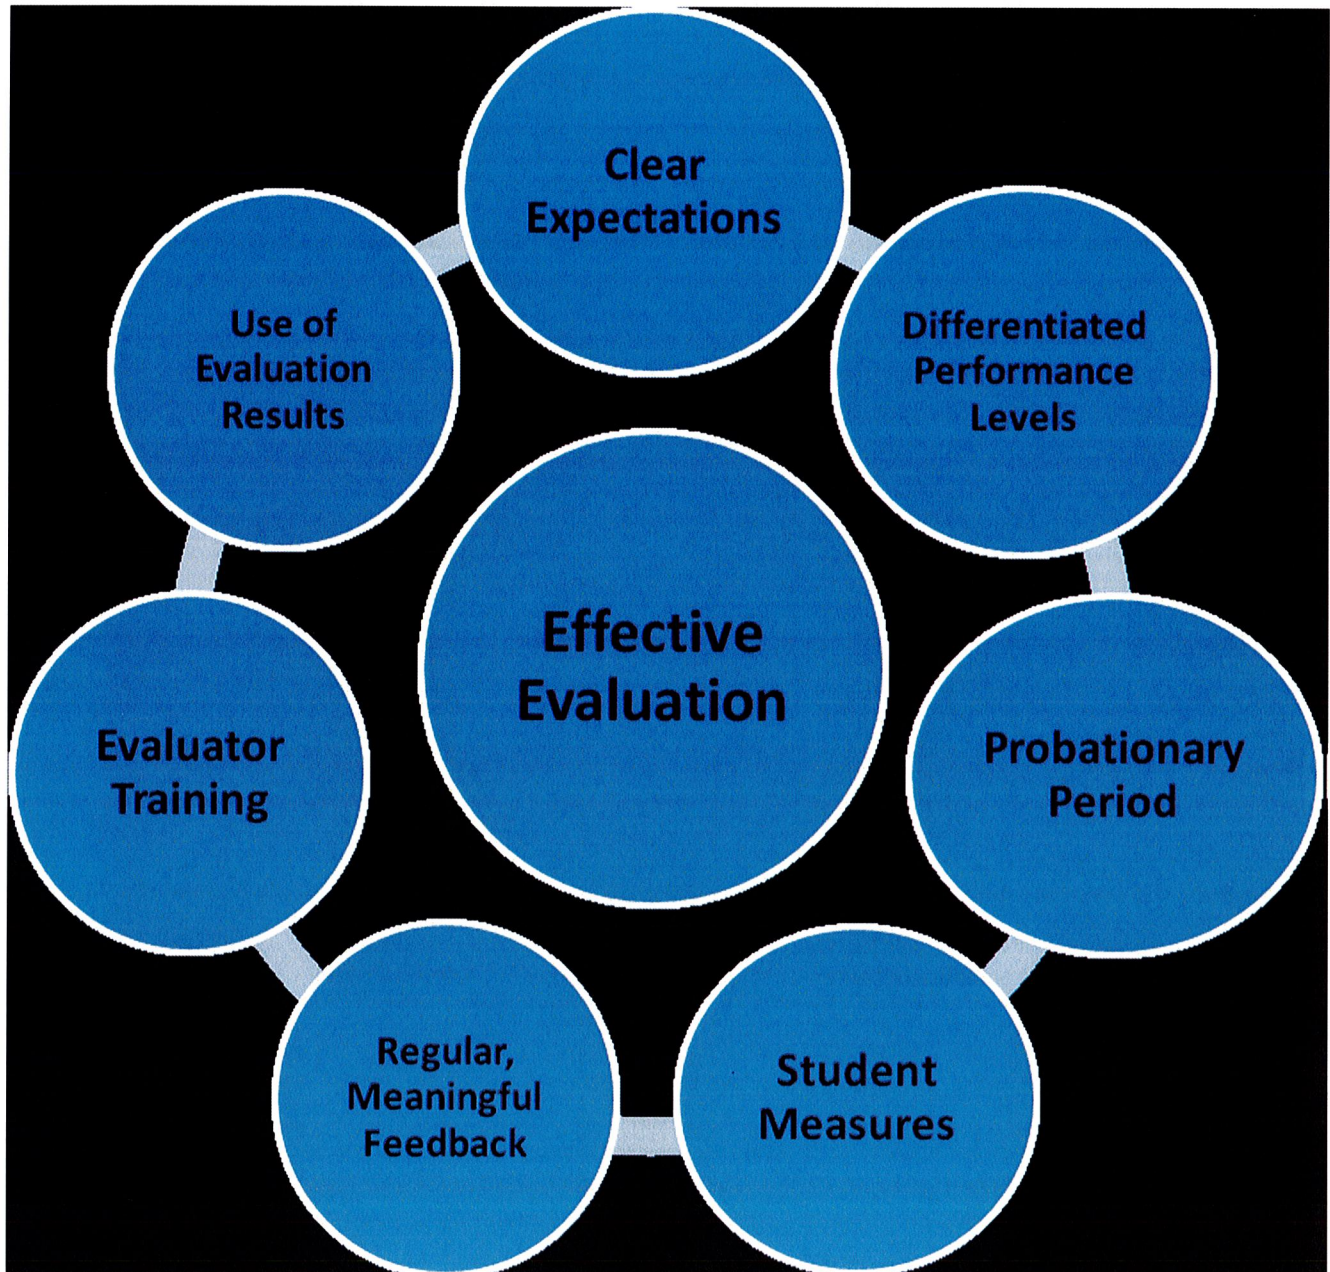 Clear
Expectations
Differentiated
Performance
Levels
Probationary
Period
Student
Measures
Regular,
Meaningful
Feedback
Evaluator
Training
Use of
Evaluation
Results
Effective
Evaluation